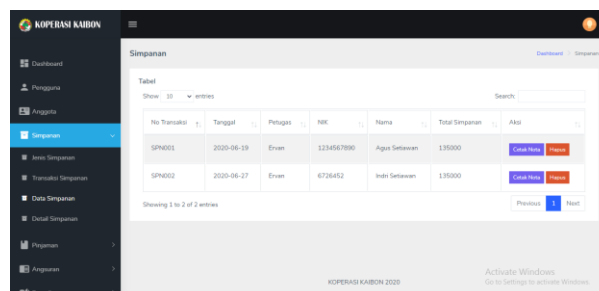 KOPERASI KAIBON
Dashboard
Pengguna
Anggota
Simpanan
Jenis Simpanan
Transaksi Simpanan
Data Simpanan
Detail Simpanan
Pinjaman
Angsuran
Simpanan
Dashboard > Simpanan
Tabel
Show 10 entries
Search:
No Transaksi Tanggal Petugas NIK Nama Total Simpanan Aksi
SPN001 2020-06-19 Ervan 1234567890 Agus Setiawan 135000 Cetak Nota Hapus
SPN002 2020-06-27 Ervan 6726452 Indri Setiawan 135000 Cetak Nota Hapus
Showing 1 to 2 of 2 entries
Previous 1 Next
KOPERASI KAIBON 2020
Activate Windows
Go to Settings to activate Windows.